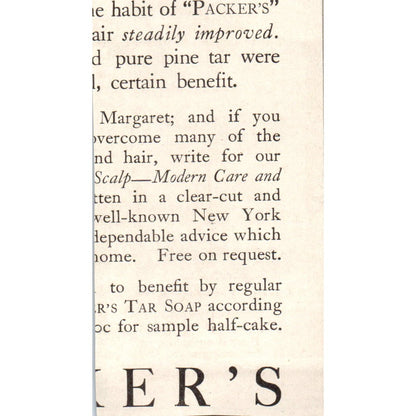 he habit of “PACKER'S”
air steadily improved.
d pure pine tar were
l, certain benefit.
Margaret; and if you
overcome many of the
nd hair, write for our
Scalp—Modern Care and
tten in a clear-cut and
well-known New York
dependable advice which
home. Free on request.
to benefit by regular
R'S TAR SOAP according
0c for sample half-cake.
KER'S